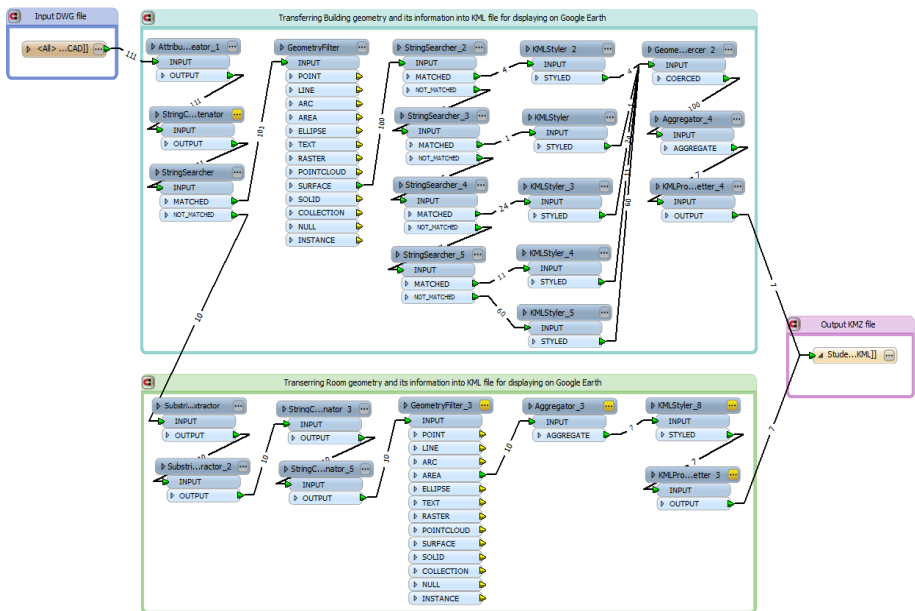 Input DWG file
<All> ...CAD]]
111
Transferring Building geometry and its information into KML file for displaying on Google Earth
Attribu...eator_1
INPUT
OUTPUT
111
StringC...tenator
INPUT
OUTPUT
StringSearcher
INPUT
MATCHED
NOT_MATCHED
101
10
GeometryFilter
INPUT
POINT
LINE
ARC
AREA
ELLIPSE
TEXT
RASTER
POINTCLOUD
SURFACE
SOLID
COLLECTION
NULL
INSTANCE
100
StringSearcher_2
INPUT
MATCHED
NOT_MATCHED
4
StringSearcher_3
INPUT
MATCHED
NOT_MATCHED
1
StringSearcher_4
INPUT
MATCHED
NOT_MATCHED
24
StringSearcher_5
INPUT
MATCHED
NOT_MATCHED
11
60
KMLStyler_2
INPUT
STYLED
4
KMLStyler
INPUT
STYLED
KMLStyler_3
INPUT
STYLED
24
KMLStyler_4
INPUT
STYLED
11
KMLStyler_5
INPUT
STYLED
60
Geome...ercer_2
INPUT
COERCED
100
Aggregator_4
INPUT
AGGREGATE
7
KMLPro...etter_4
INPUT
OUTPUT
7
Output KMZ file
Stude...KML]]
Transerring Room geometry and its information into KML file for displaying on Google Earth
Substri...xtractor
INPUT
OUTPUT
10
Substri...ractor_2
INPUT
OUTPUT
10
StringC...nator_3
INPUT
OUTPUT
10
StringC...nator_5
INPUT
OUTPUT
10
GeometryFilter_3
INPUT
POINT
LINE
ARC
AREA
ELLIPSE
TEXT
RASTER
POINTCLOUD
SURFACE
SOLID
COLLECTION
NULL
INSTANCE
10
Aggregator_3
INPUT
AGGREGATE
7
KMLStyler_8
INPUT
STYLED
7
KMLPro...etter_3
INPUT
OUTPUT
7